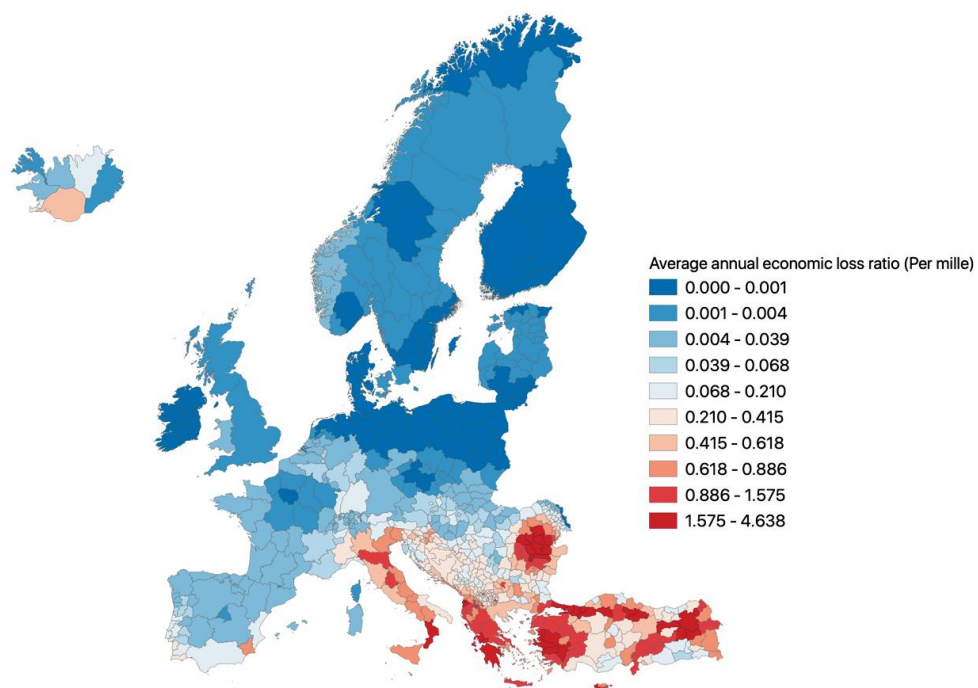 Average annual economic loss ratio (Per mille)
0.000 - 0.001
0.001 - 0.004
0.004 - 0.039
0.039 - 0.068
0.068 - 0.210
0.210 - 0.415
0.415 - 0.618
0.618 - 0.886
0.886 - 1.575
1.575 - 4.638